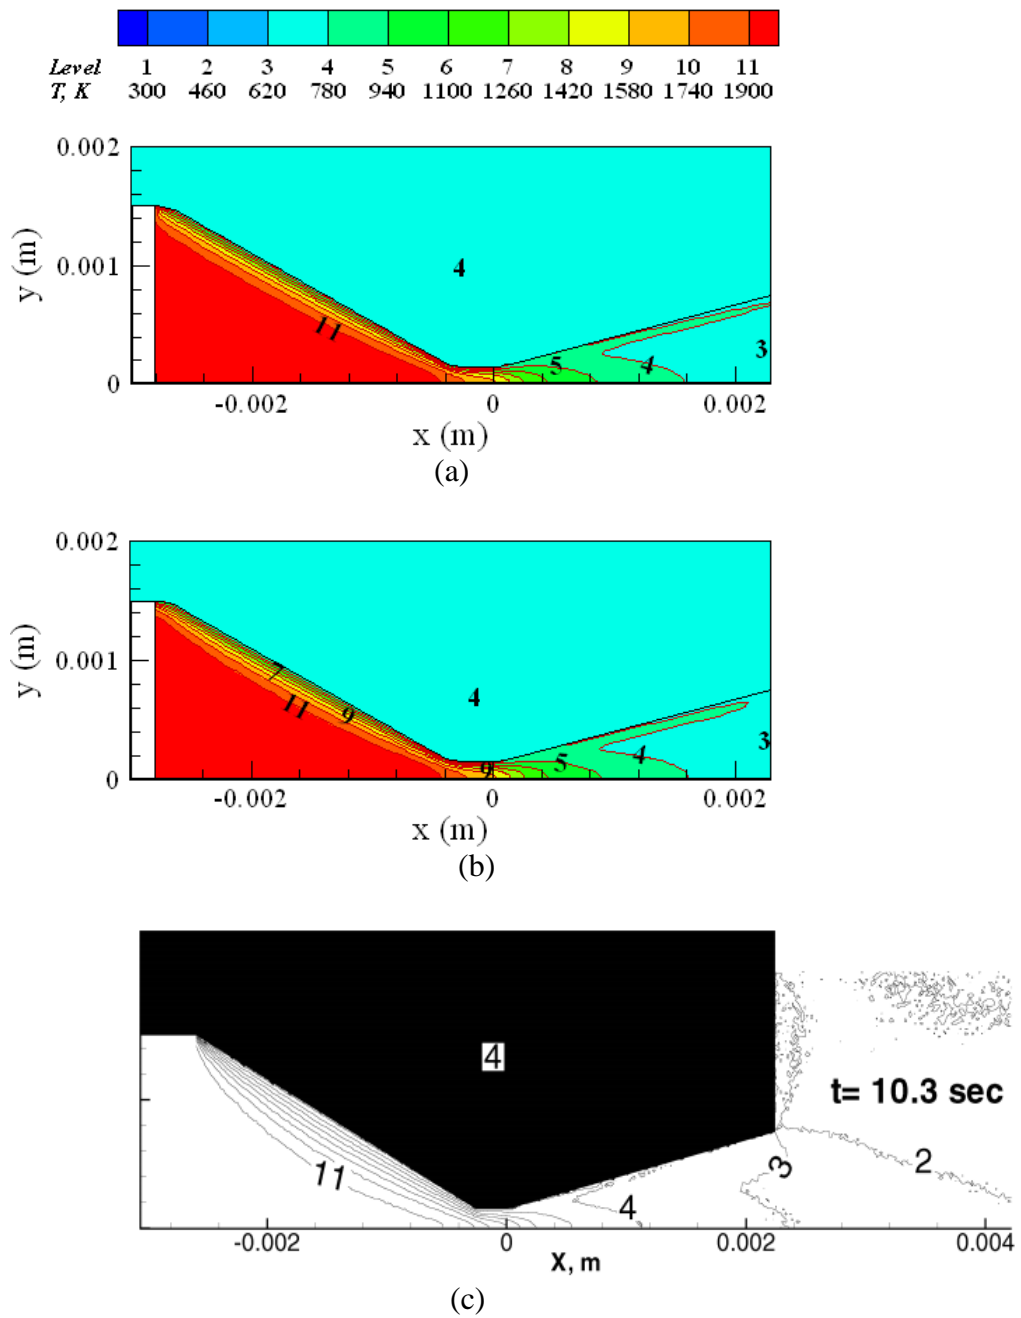 Level 1 2 3 4 5 6 7 8 9 10 11
T, K 300 460 620 780 940 1100 1260 1420 1580 1740 1900
0.002
y (m)
0.001
4
11
3
5
4
0
-0.002 0 0.002
x (m)
(a)
0.002
y (m)
0.001
7
11
9
4
3
9
5
4
0
-0.002 0 0.002
x (m)
(b)
4
t= 10.3 sec
11
3
2
4
-0.002 0 0.002 0.004
X, m
(c)